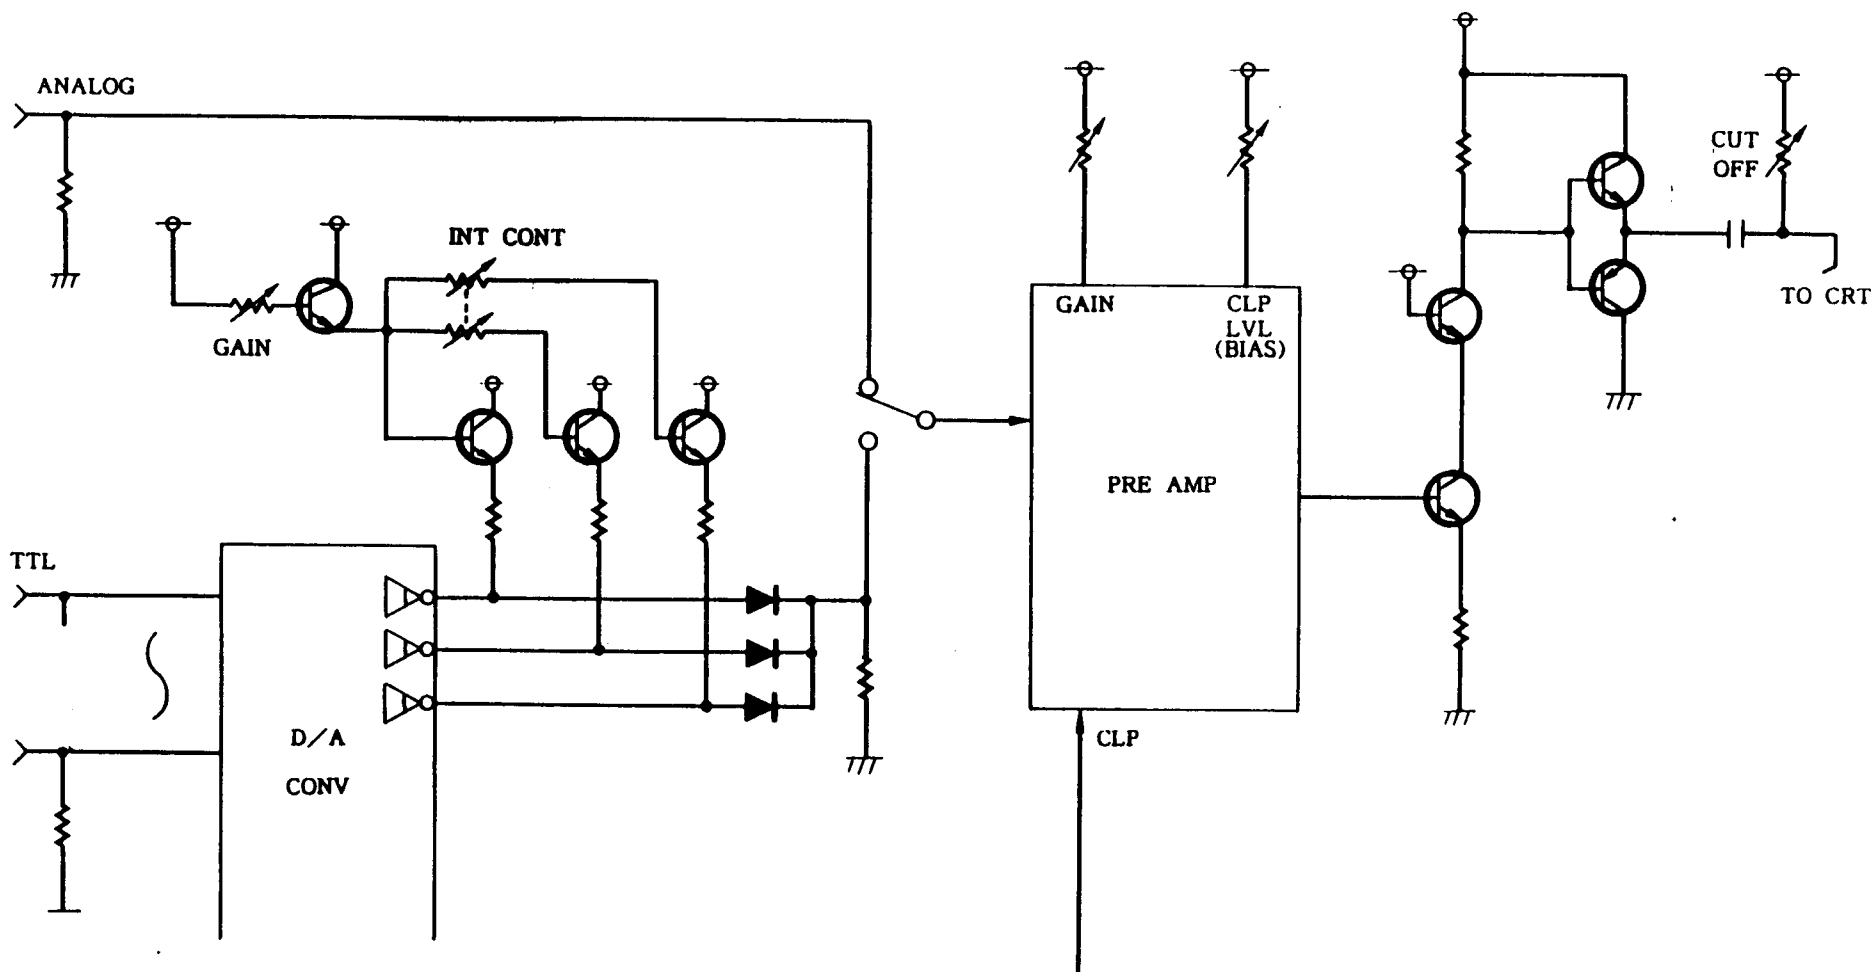 ANALOG
CUT
OFF
INT CONT
GAIN
CLP
LVL
(BIAS)
TO CRT
GAIN
PRE AMP
TTL
D/A
CONV
CLP